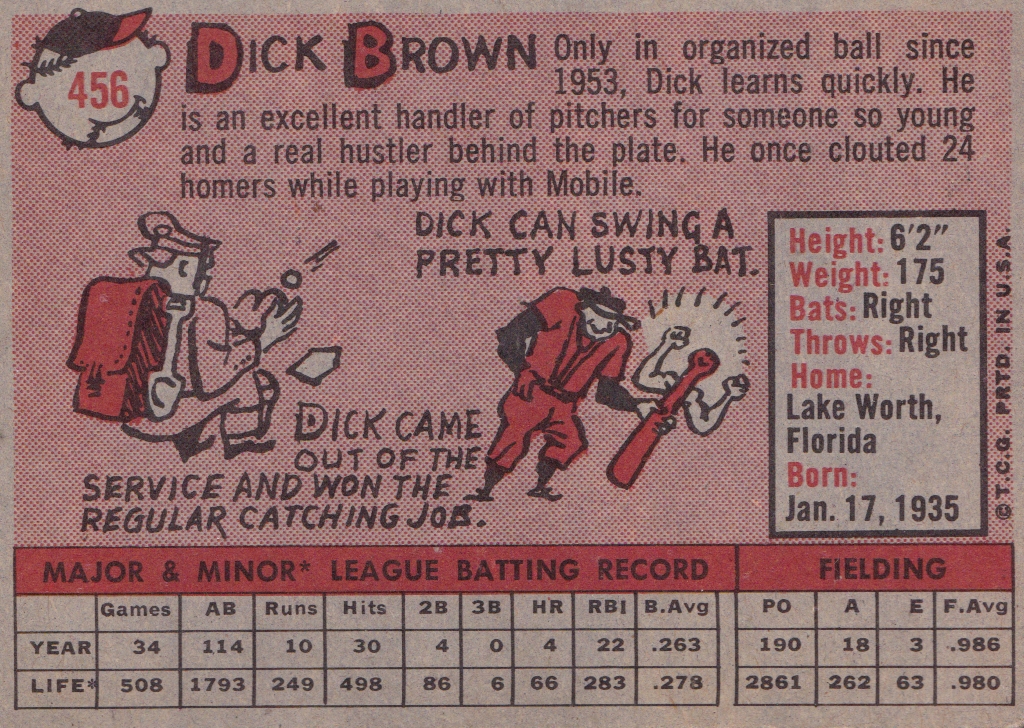 456
DICK BROWN Only in organized ball since
1953, Dick learns quickly. He
is an excellent handler of pitchers for someone so young
and a real hustler behind the plate. He once clouted 24
homers while playing with Mobile.
DICK CAN SWING A
PRETTY LUSTY BAT.
DICK CAME
OUT OF THE
SERVICE AND WON THE
REGULAR CATCHING JOB.
Height: 6'2"
Weight: 175
Bats: Right
Throws: Right
Home:
Lake Worth,
Florida
Born:
Jan. 17, 1935
© T.C.G. PRTD. IN U.S.A.
MAJOR & MINOR* LEAGUE BATTING RECORD FIELDING
Games AB Runs Hits 2B 3B HR RBI B.Avg PO A E F.Avg
YEAR 34 114 10 30 4 0 4 22 .263 190 18 3 .986
LIFE* 508 1793 249 498 86 6 66 283 .278 2861 262 63 .980